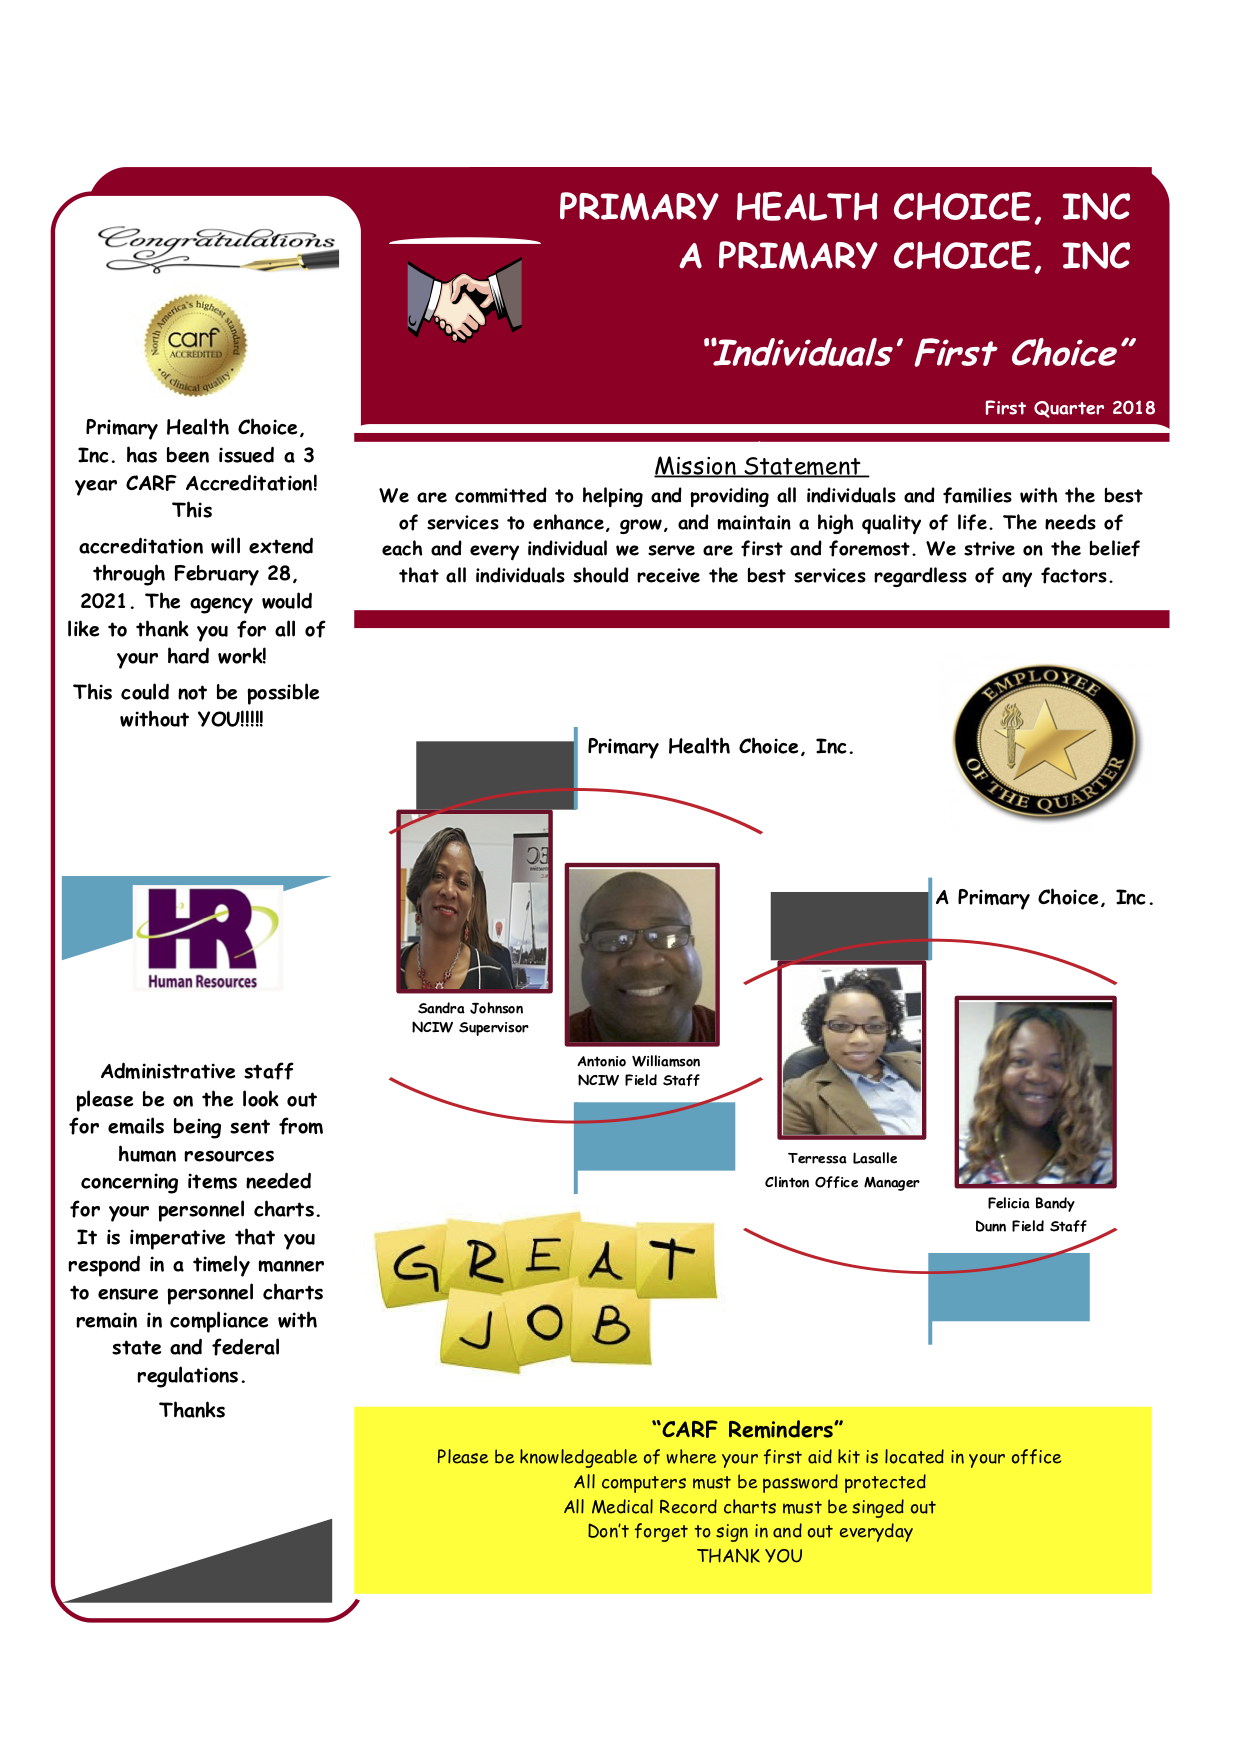 PRIMARY HEALTH CHOICE, INC
A PRIMARY CHOICE, INC
“Individuals’ First Choice”
First Quarter 2018
Congratulations
North America's highest standard
carf
ACCREDITED
of clinical quality
Primary Health Choice,
Inc. has been issued a 3
year CARF Accreditation!
This
accreditation will extend
through February 28,
2021. The agency would
like to thank you for all of
your hard work!
This could not be possible
without YOU!!!!!
HR
Human Resources
Administrative staff
please be on the look out
for emails being sent from
human resources
concerning items needed
for your personnel charts.
It is imperative that you
respond in a timely manner
to ensure personnel charts
remain in compliance with
state and federal
regulations.
Thanks
Mission Statement
We are committed to helping and providing all individuals and families with the best
of services to enhance, grow, and maintain a high quality of life. The needs of
each and every individual we serve are first and foremost. We strive on the belief
that all individuals should receive the best services regardless of any factors.
EMPLOYEE
OF THE QUARTER
Primary Health Choice, Inc.
Sandra Johnson
NCIW Supervisor
Antonio Williamson
NCIW Field Staff
A Primary Choice, Inc.
Terressa Lasalle
Clinton Office Manager
Felicia Bandy
Dunn Field Staff
GREAT
JOB
“CARF Reminders”
Please be knowledgeable of where your first aid kit is located in your office
All computers must be password protected
All Medical Record charts must be singed out
Don’t forget to sign in and out everyday
THANK YOU